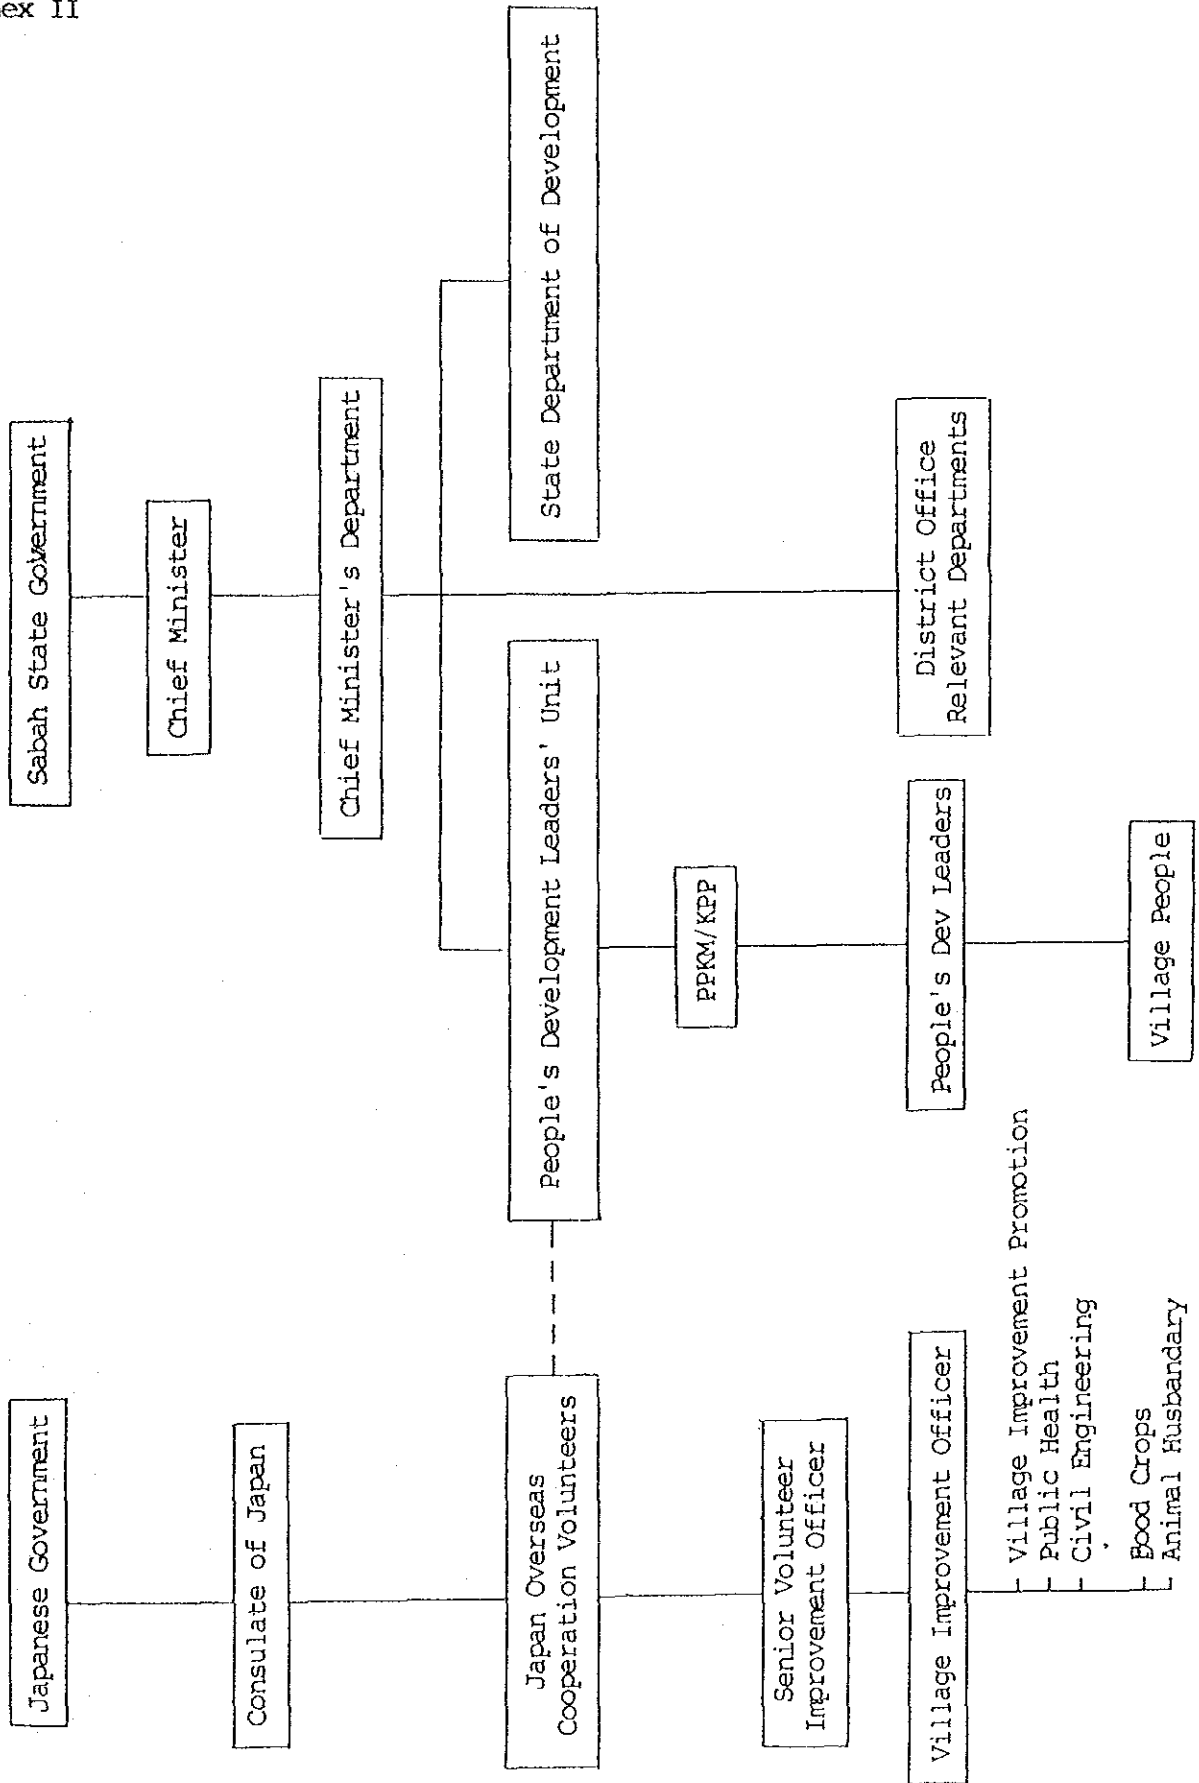 ex II
Japanese Government
Consulate of Japan
Japan Overseas
Cooperation Volunteers
Senior Volunteer
Improvement Officer
Village Improvement Officer
Village Improvement Promotion
Public Health
Civil Engineering
Bood Crops
Animal Husbandary
Sabah State Government
Chief Minister
Chief Minister's Department
People's Development Leaders' Unit
State Department of Development
PPKM/KPP
People's Dev Leaders
Village People
District Office
Relevant Departments